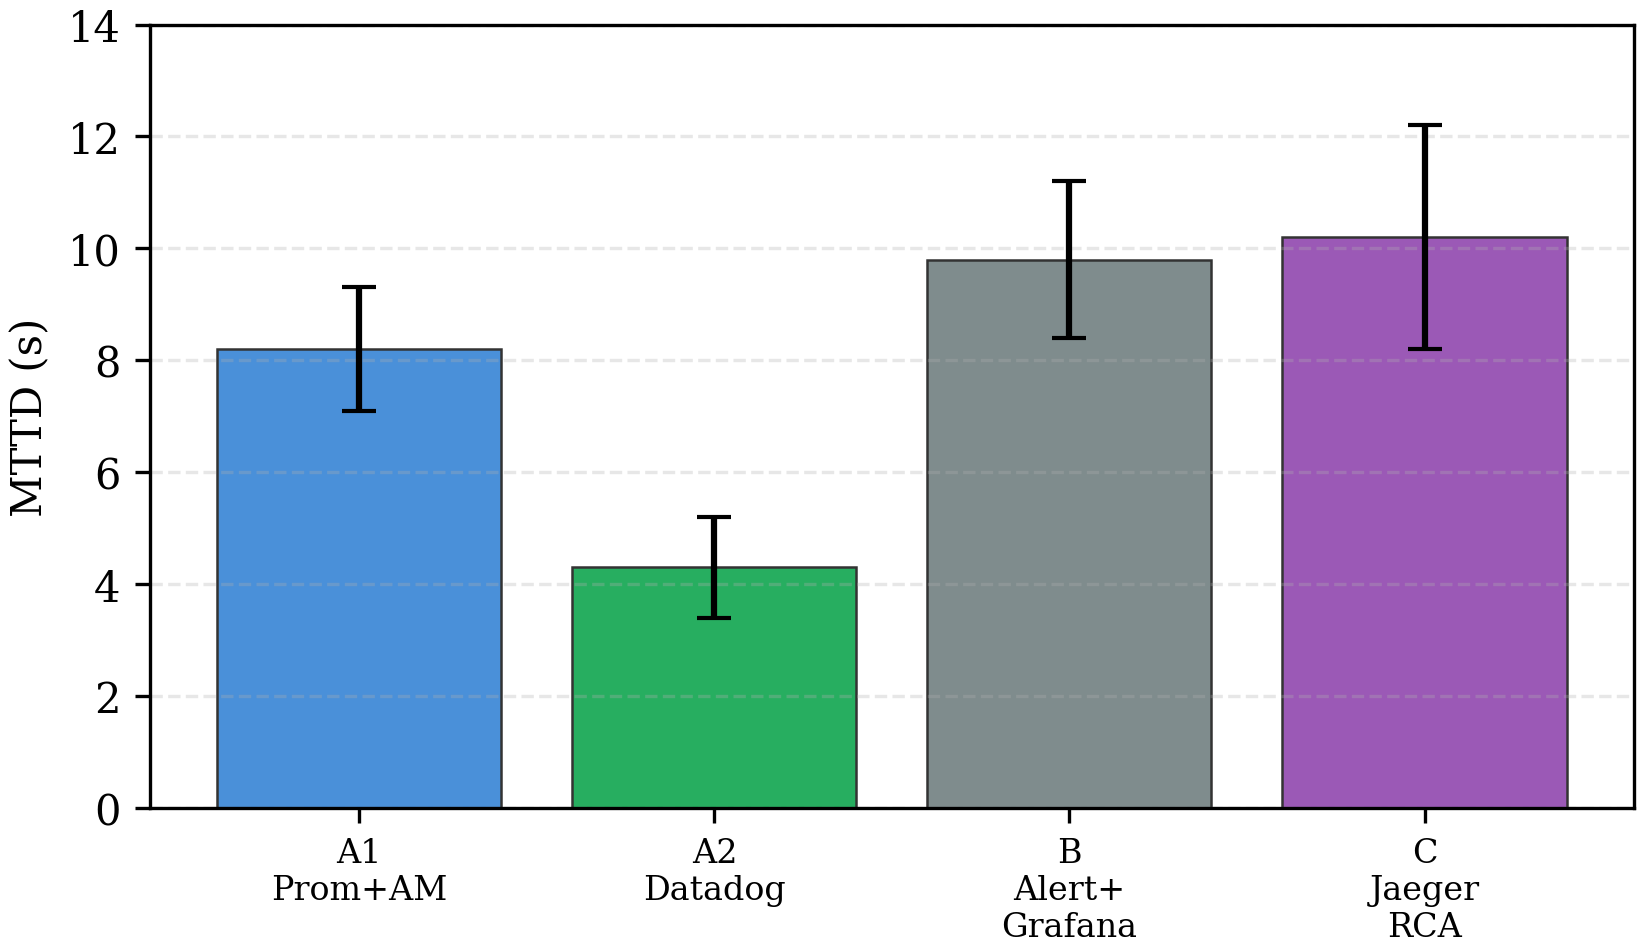 MTTD (s)
14
12
10
8
6
4
2
0
A1
Prom+AM
A2
Datadog
B
Alert+
Grafana
C
Jaeger
RCA